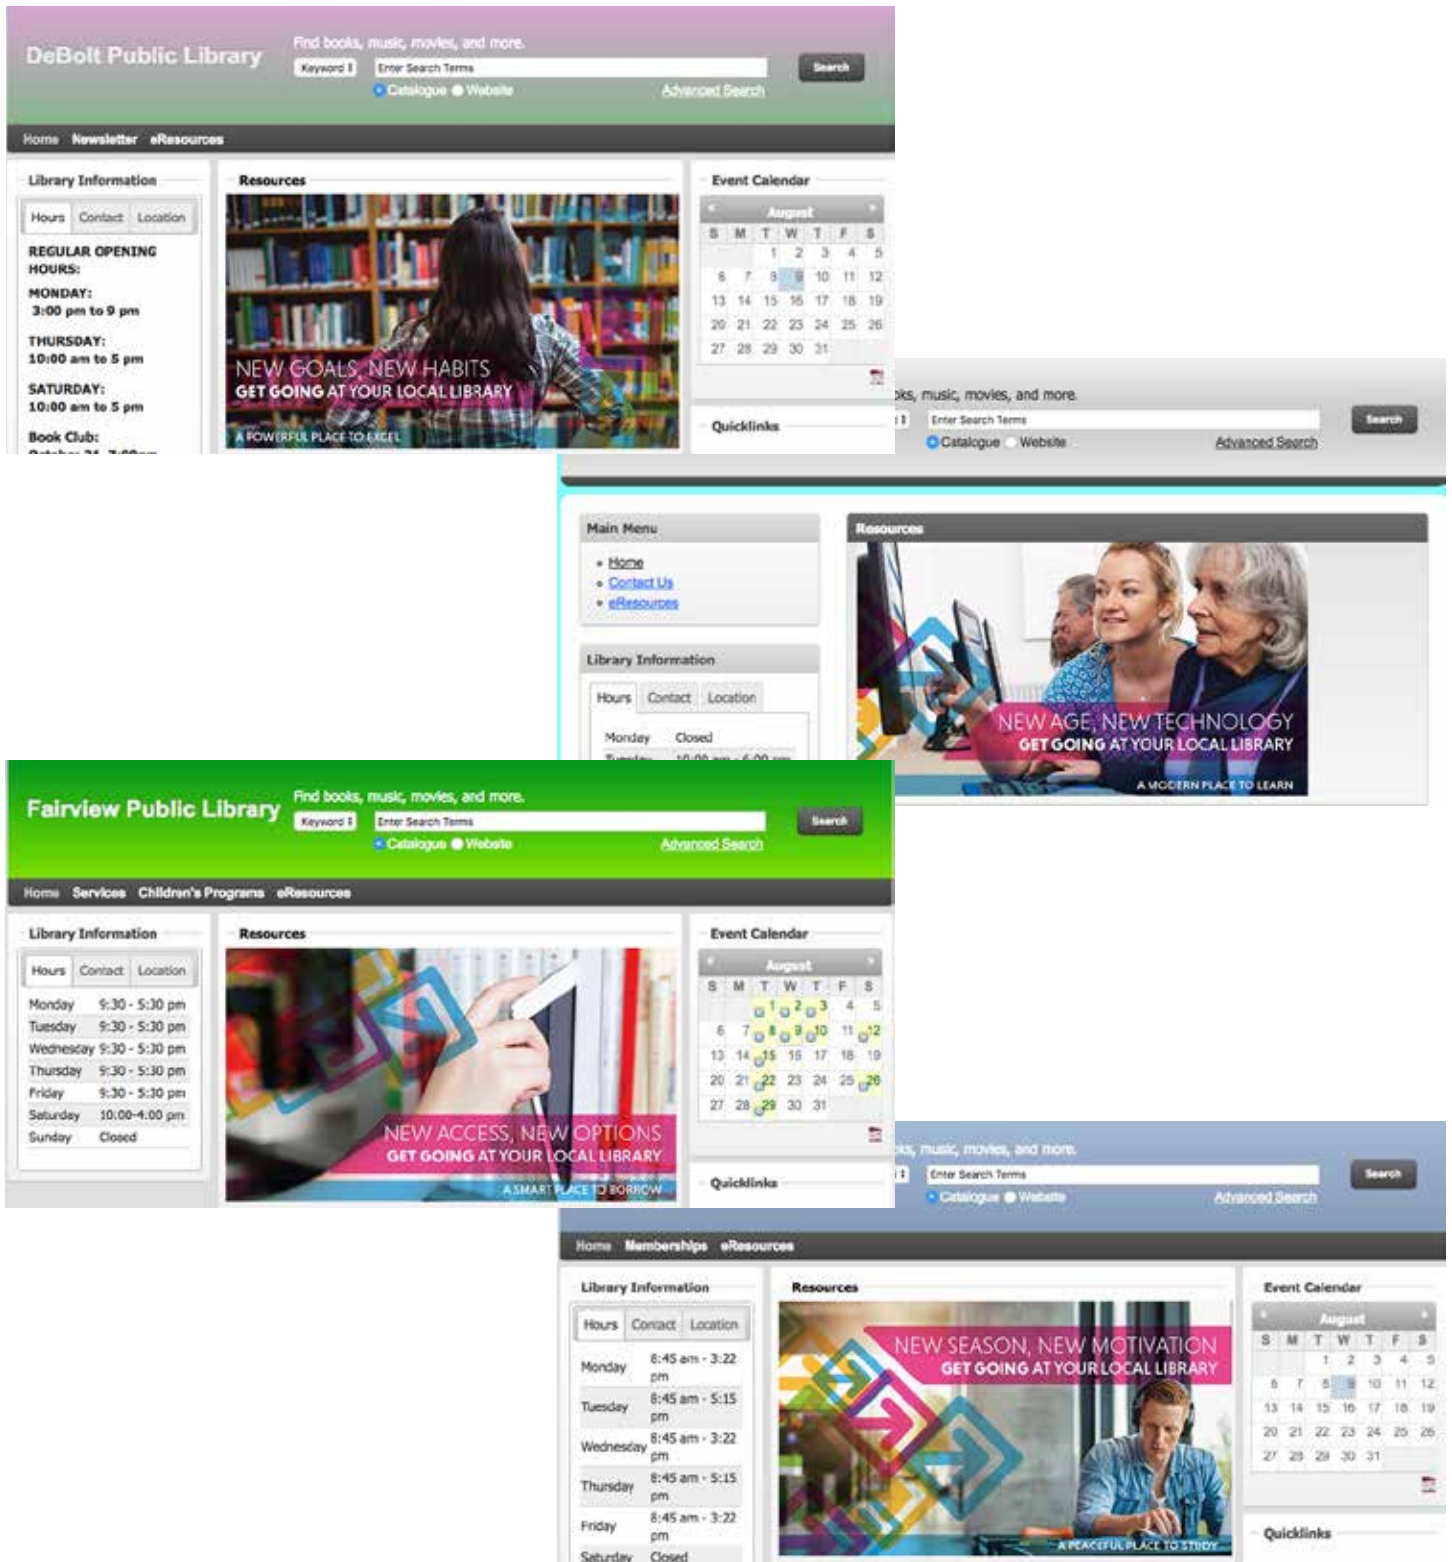 DeBolt Public Library
Find books, music, movies, and more.
Keyword
Enter Search Terms
Search
Catalogue Website
Advanced Search
Home Newsletter eResources
Library Information
Hours Contact Location
REGULAR OPENING
HOURS:
MONDAY:
3:00 pm to 9 pm
THURSDAY:
10:00 am to 5 pm
SATURDAY:
10:00 am to 5 pm
Book Club:
Resources
NEW GOALS, NEW HABITS
GET GOING AT YOUR LOCAL LIBRARY
A POWERFUL PLACE TO EXCEL
Event Calendar
August
S M T W T F S
1 2 3 4 5
6 7 8 9 10 11 12
13 14 15 16 17 18 19
20 21 22 23 24 25 26
27 28 29 30 31
Quicklinks
music, movies, and more.
Enter Search Terms
Search
Catalogue Website
Advanced Search
Main Menu
Home
Contact Us
eResources
Library Information
Hours Contact Location
Monday Closed
Tuesday 10:00 am - 6:00 pm
Resources
NEW AGE, NEW TECHNOLOGY
GET GOING AT YOUR LOCAL LIBRARY
A MODERN PLACE TO LEARN
Fairview Public Library
Find books, music, movies, and more.
Keyword
Enter Search Terms
Search
Catalogue Website
Advanced Search
Home Services Children's Programs eResources
Library Information
Hours Contact Location
Monday 9:30 - 5:30 pm
Tuesday 9:30 - 5:30 pm
Wednesday 9:30 - 5:30 pm
Thursday 9:30 - 5:30 pm
Friday 9:30 - 5:30 pm
Saturday 10:00-4:00 pm
Sunday Closed
Resources
NEW ACCESS, NEW OPTIONS
GET GOING AT YOUR LOCAL LIBRARY
A SMART PLACE TO BORROW
Event Calendar
August
S M T W T F S
1 2 3 4 5
6 7 8 9 10 11 12
13 14 15 16 17 18 19
20 21 22 23 24 25 26
27 28 29 30 31
Quicklinks
music, movies, and more.
Enter Search Terms
Search
Catalogue Website
Advanced Search
Home Memberships eResources
Library Information
Hours Contact Location
Monday 8:45 am - 3:22
pm
Tuesday 8:45 am - 5:15
pm
Wednesday 8:45 am - 3:22
pm
Thursday 8:45 am - 5:15
pm
Friday 8:45 am - 3:22
pm
Saturday Closed
Resources
NEW SEASON, NEW MOTIVATION
GET GOING AT YOUR LOCAL LIBRARY
A PEACEFUL PLACE TO STUDY
Event Calendar
August
S M T W T F S
1 2 3 4 5
6 7 8 9 10 11 12
13 14 15 16 17 18 19
20 21 22 23 24 25 26
27 28 29 30 31
Quicklinks